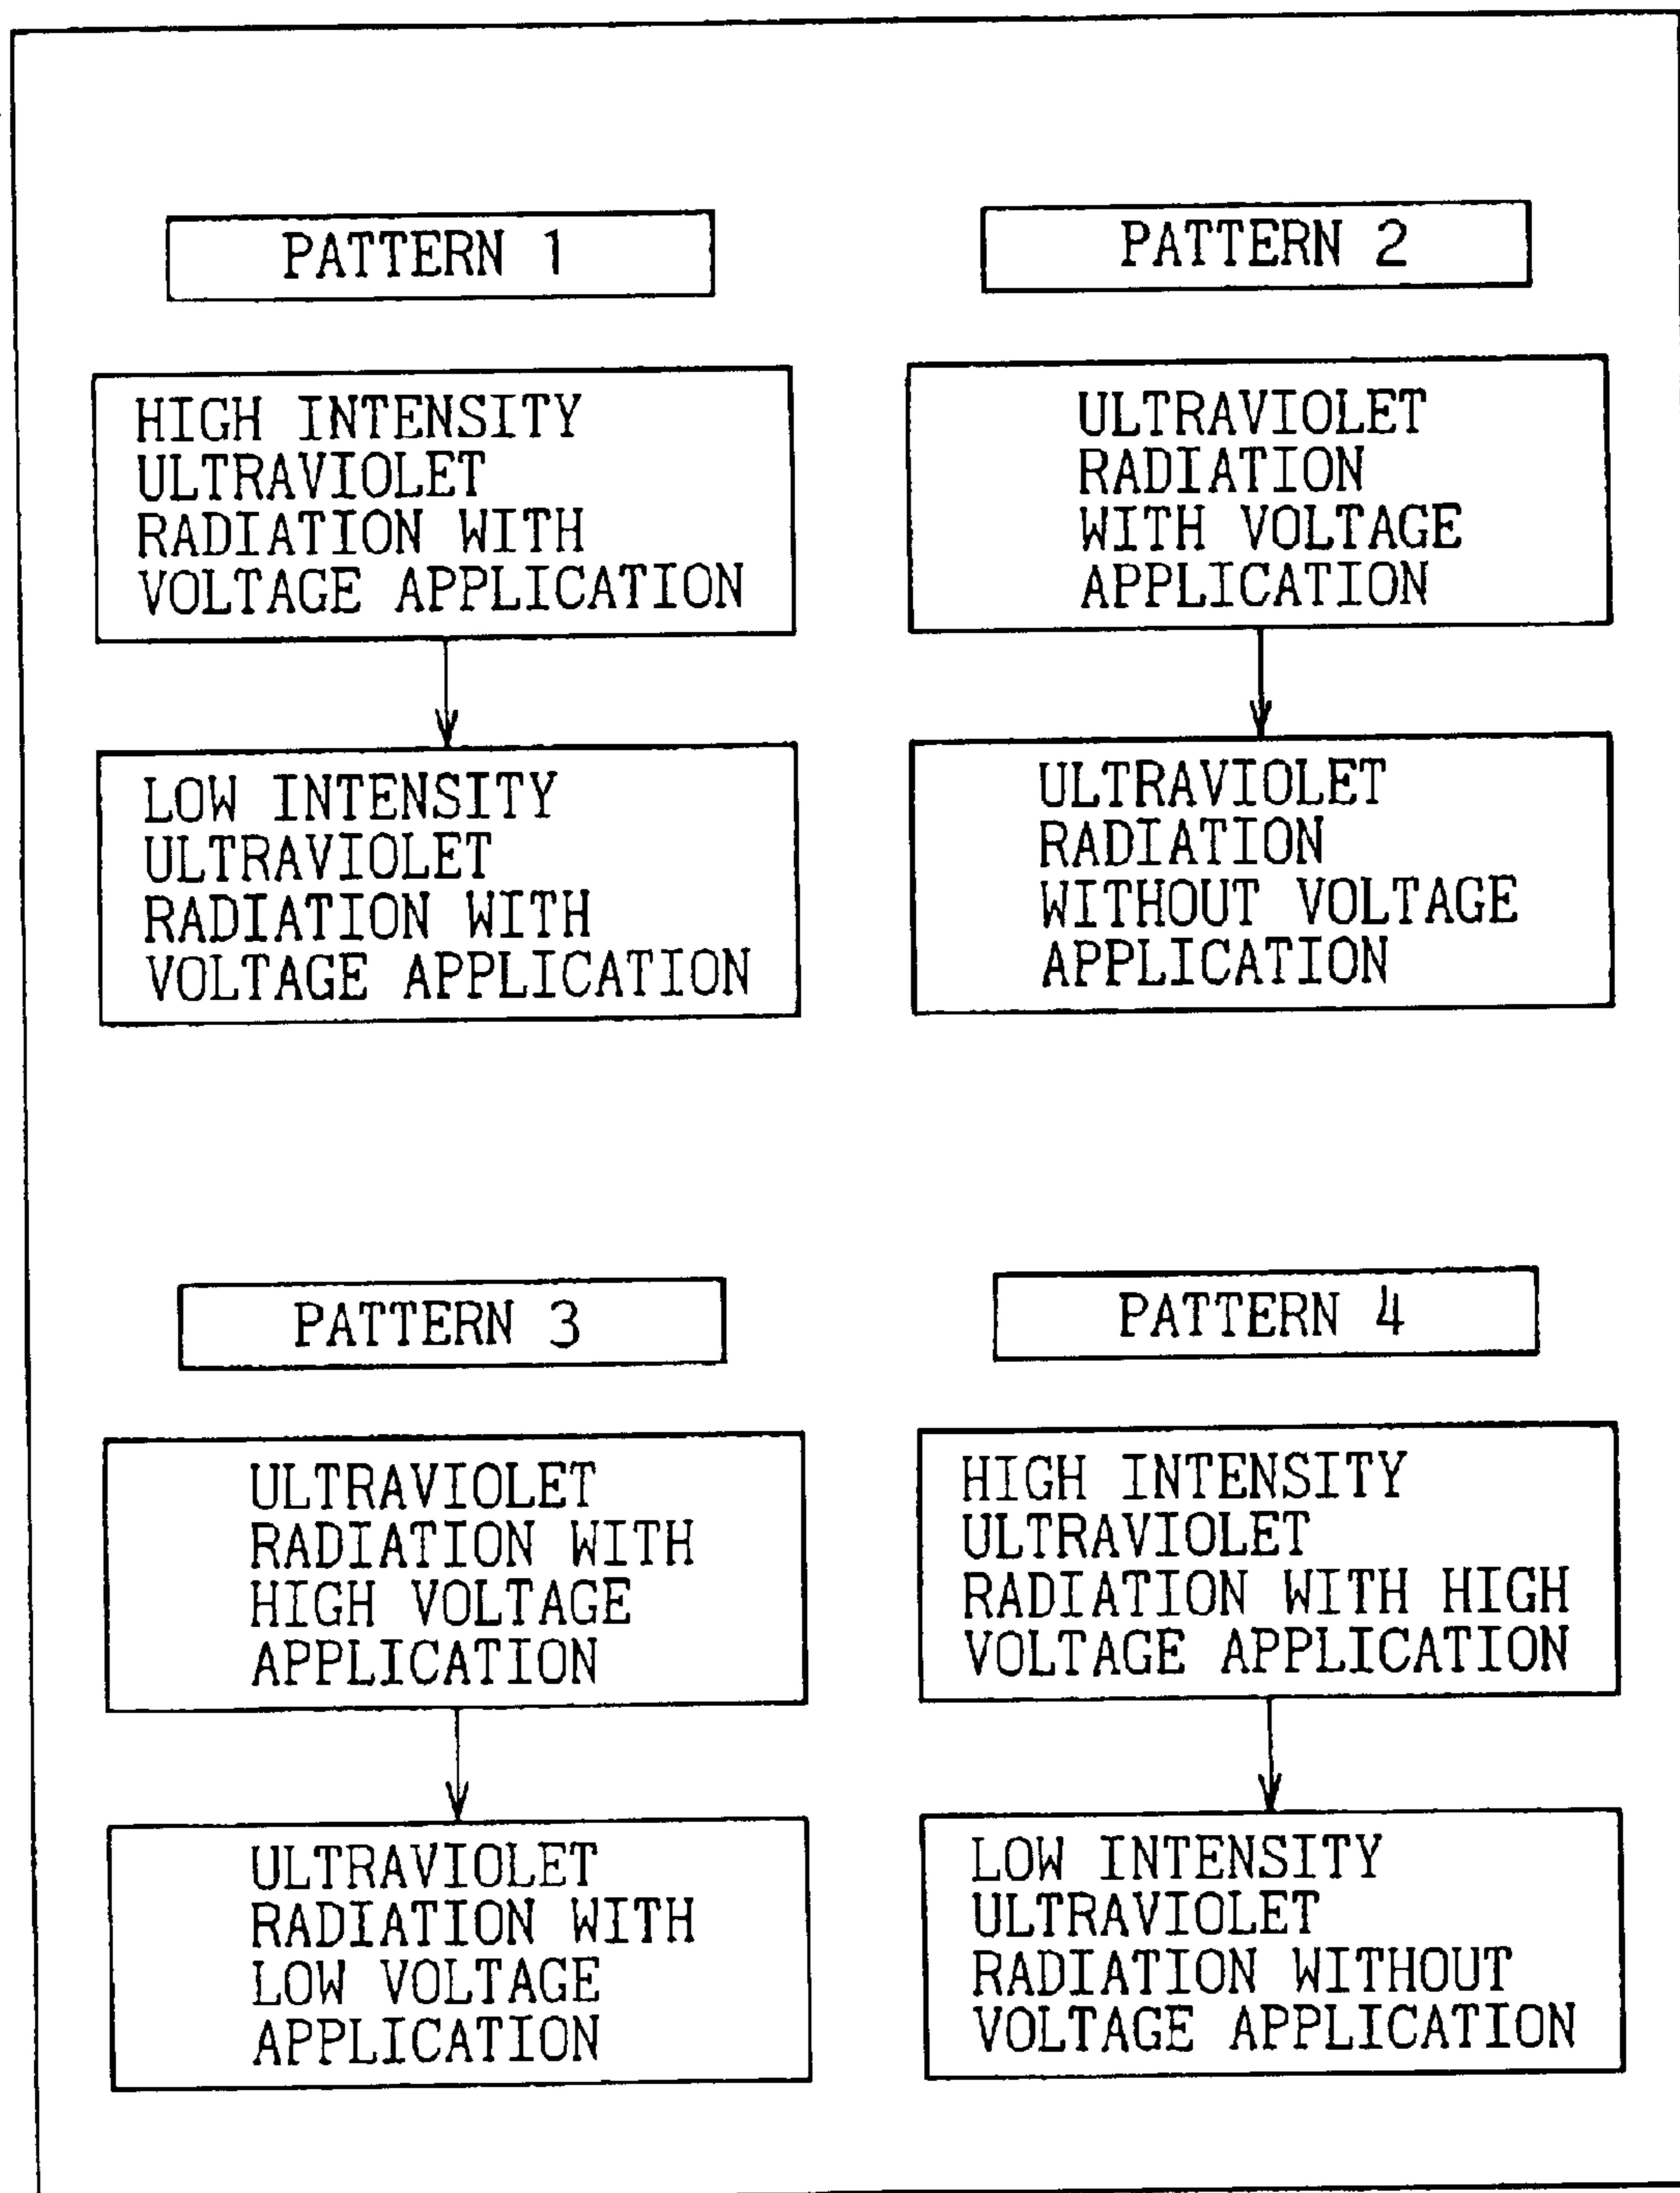 PATTERN 1
HIGH INTENSITY
ULTRAVIOLET
RADIATION WITH
VOLTAGE APPLICATION
LOW INTENSITY
ULTRAVIOLET
RADIATION WITH
VOLTAGE APPLICATION
PATTERN 2
ULTRAVIOLET
RADIATION
WITH VOLTAGE
APPLICATION
ULTRAVIOLET
RADIATION
WITHOUT VOLTAGE
APPLICATION
PATTERN 3
ULTRAVIOLET
RADIATION WITH
HIGH VOLTAGE
APPLICATION
ULTRAVIOLET
RADIATION WITH
LOW VOLTAGE
APPLICATION
PATTERN 4
HIGH INTENSITY
ULTRAVIOLET
RADIATION WITH HIGH
VOLTAGE APPLICATION
LOW INTENSITY
ULTRAVIOLET
RADIATION WITHOUT
VOLTAGE APPLICATION